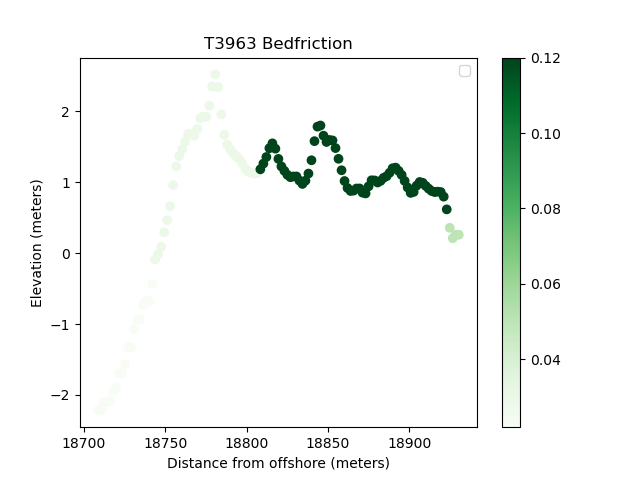 T3963 Bedfriction
Elevation (meters)
2
1
0
−1
−2
18700 18750 18800 18850 18900
Distance from offshore (meters)
0.12
0.10
0.08
0.06
0.04